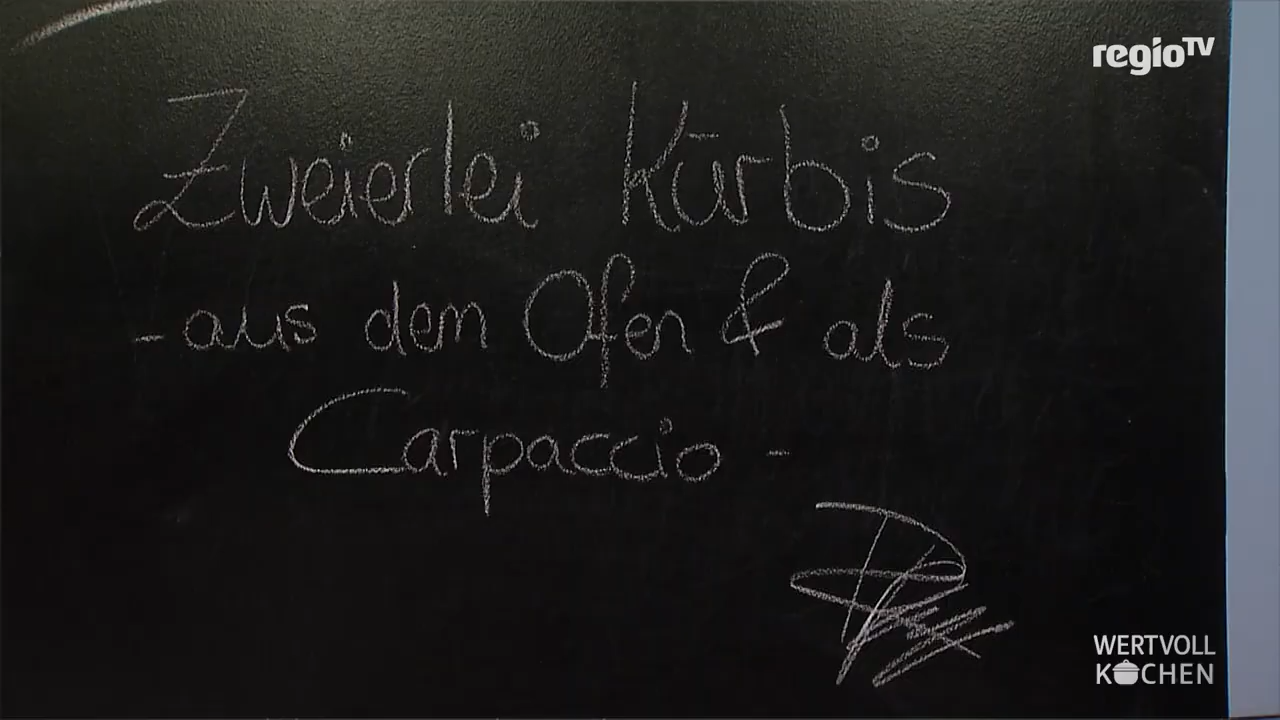 regioTV
Zweierlei Kürbis
- aus dem Ofen & als
Carpaccio -
WERTVOLL
KOCHEN